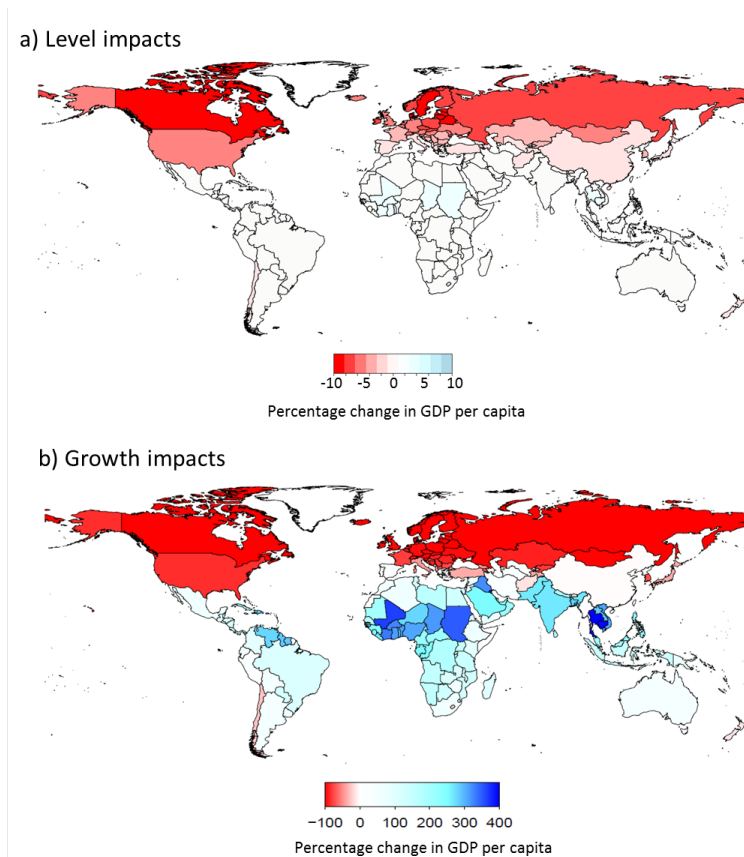 a) Level impacts
-10 -5 0 5 10
Percentage change in GDP per capita
b) Growth impacts
-100 0 100 200 300 400
Percentage change in GDP per capita